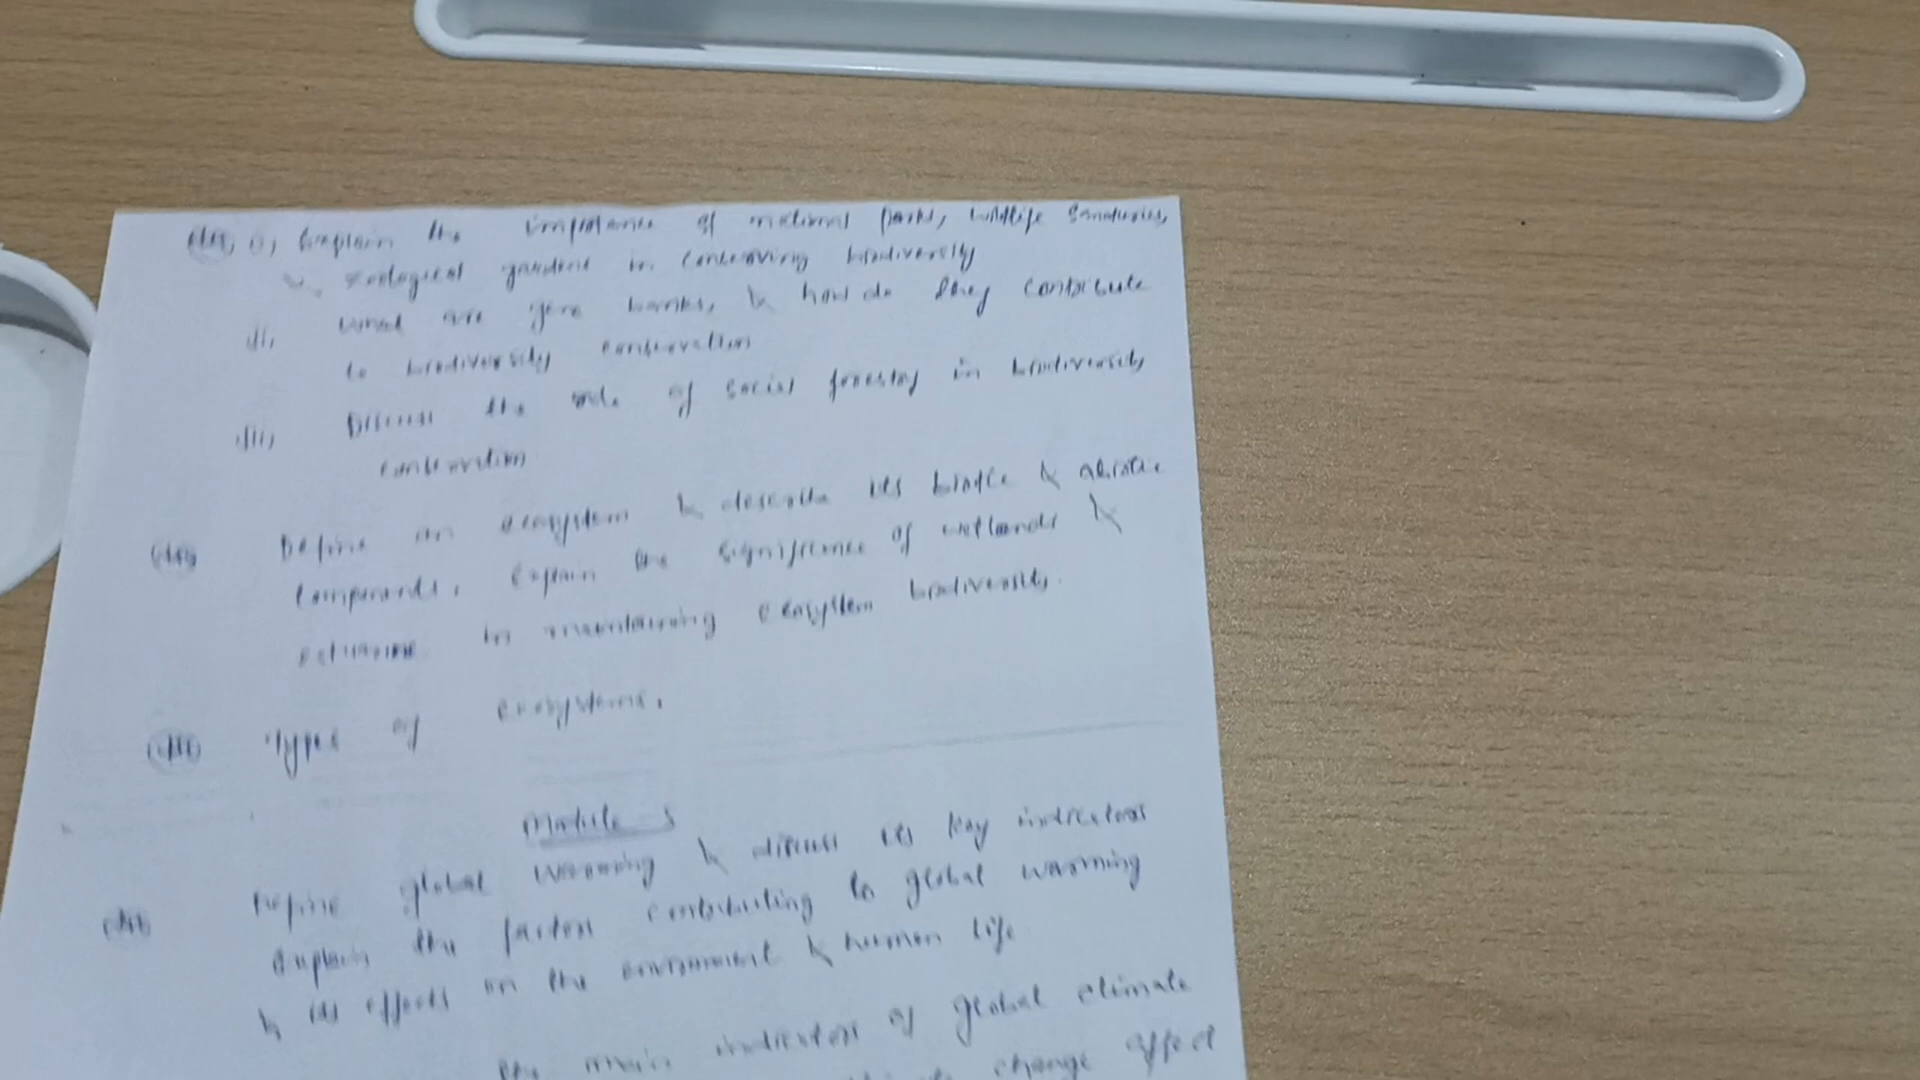 i) Explain the importance of national parks, wildlife Sanctuaries,
& Zoological gardens in conserving biodiversity
ii) What are gene banks, & how do they contribute
to biodiversity conservation
iii) Discuss the role of social forestry in biodiversity
conservation
Define an ecosystem & describe its biotic & abiotic
components. Explain the significance of wetlands &
in maintaining ecosystem biodiversity.
Types of ecosystems.
Module 5
Define global warming & discuss its key indicators
Explain the factors contributing to global warming
& its effects on the environment & human life
the main indicators of global climate
change affect